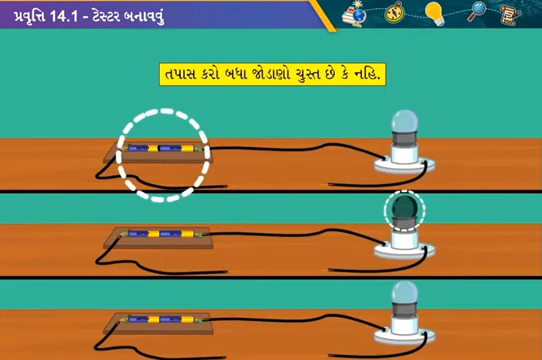 પ્રવૃત્તિ 14.1 - ટેસ્ટર બનાવવું
તપાસ કરો બધા જોડાણો ચુસ્ત છે કે નહિ.